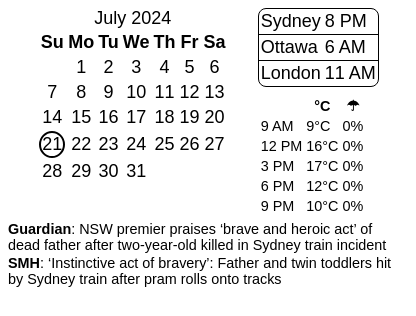 July 2024
Su Mo Tu We Th Fr Sa
1 2 3 4 5 6
7 8 9 10 11 12 13
14 15 16 17 18 19 20
21 22 23 24 25 26 27
28 29 30 31
Sydney 8 PM
Ottawa 6 AM
London 11 AM
°C ☂
9 AM 9°C 0%
12 PM 16°C 0%
3 PM 17°C 0%
6 PM 12°C 0%
9 PM 10°C 0%
Guardian: NSW premier praises ‘brave and heroic act’ of
dead father after two-year-old killed in Sydney train incident
SMH: ‘Instinctive act of bravery’: Father and twin toddlers hit
by Sydney train after pram rolls onto tracks